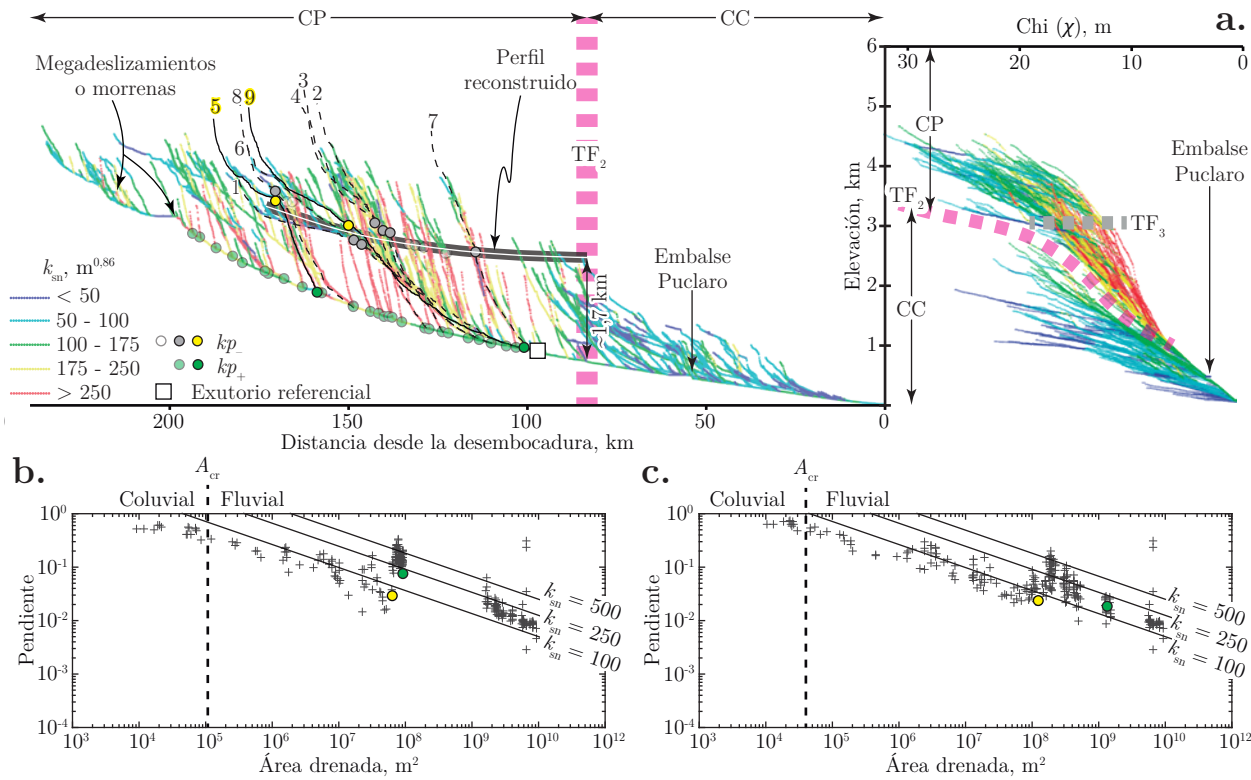 CP
CC
a.
Chi (χ), m
30
20
10
0
Megadeslizamientos
o morrenas
Perfil
reconstruido
5
8
9
3
4
2
7
6
1
TF₂
~1,7 km
Embalse
Puclaro
kₛₙ, m⁰·⁸⁶
< 50
50 - 100
100 - 175
175 - 250
> 250
kp₋
kp₊
Exutorio referencial
200
150
100
50
0
Distancia desde la desembocadura, km
6
5
4
3
2
1
Elevación, km
CP
CC
TF₂
TF₃
Embalse
Puclaro
b.
A_cr
Coluvial
Fluvial
10⁰
10⁻¹
10⁻²
10⁻³
10⁻⁴
Pendiente
kₛₙ = 500
kₛₙ = 250
kₛₙ = 100
10³
10⁴
10⁵
10⁶
10⁷
10⁸
10⁹
10¹⁰
10¹¹
10¹²
Área drenada, m²
c.
A_cr
Coluvial
Fluvial
10⁰
10⁻¹
10⁻²
10⁻³
10⁻⁴
Pendiente
kₛₙ = 500
kₛₙ = 250
kₛₙ = 100
10³
10⁴
10⁵
10⁶
10⁷
10⁸
10⁹
10¹⁰
10¹¹
10¹²
Área drenada, m²